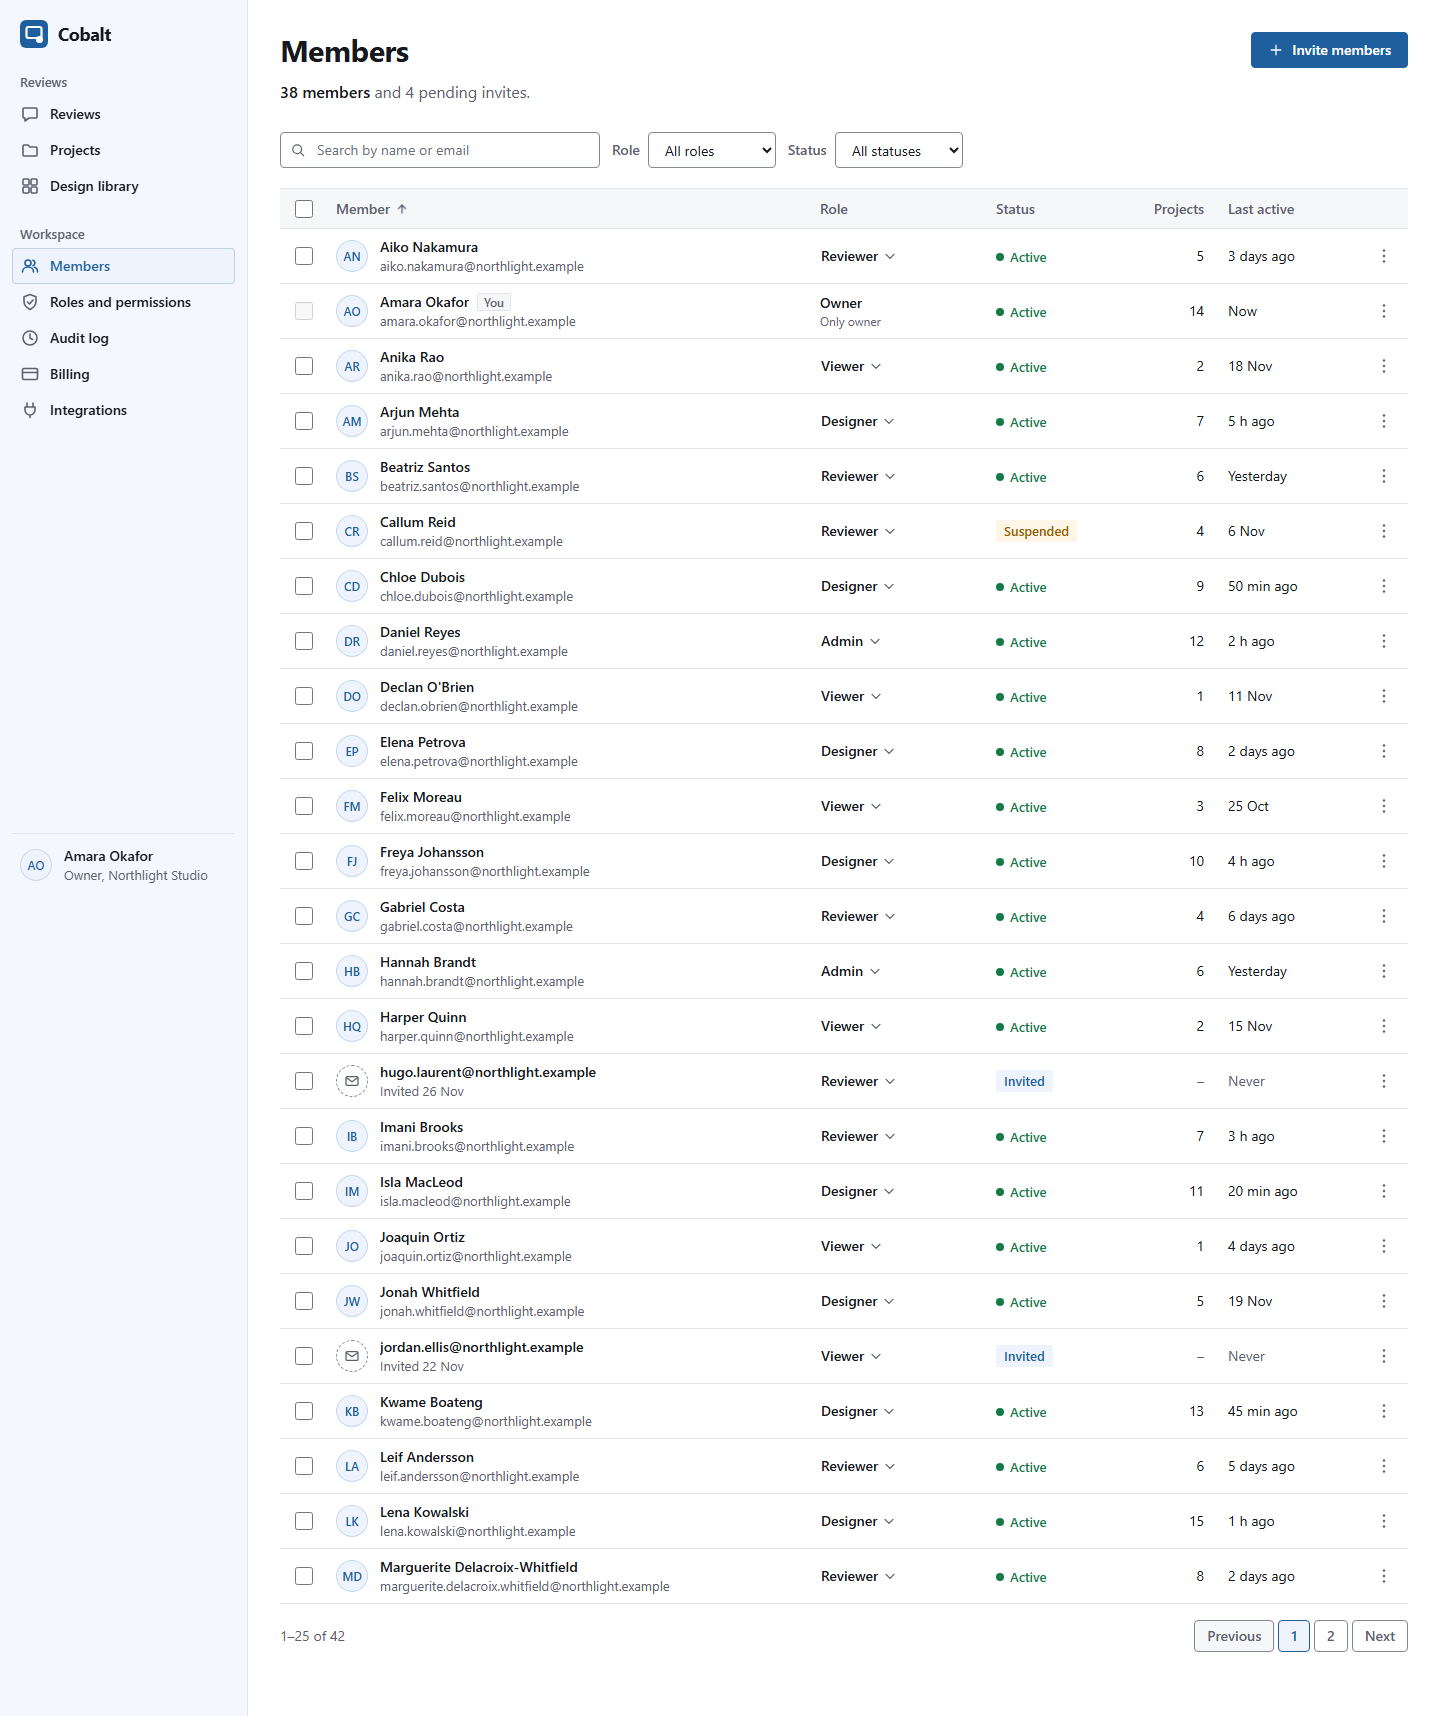 Cobalt
Reviews
Reviews
Projects
Design library
Workspace
Members
Roles and permissions
Audit log
Billing
Integrations
AO
Amara Okafor
Owner, Northlight Studio
Members
Invite members
38 members and 4 pending invites.
Search by name or email
Role
All roles
Status
All statuses
Member Role Status Projects Last active
AN Aiko Nakamura Reviewer Active 5 3 days ago
aiko.nakamura@northlight.example
AO Amara Okafor You Owner Active 14 Now
amara.okafor@northlight.example Only owner
AR Anika Rao Viewer Active 2 18 Nov
anika.rao@northlight.example
AM Arjun Mehta Designer Active 7 5 h ago
arjun.mehta@northlight.example
BS Beatriz Santos Reviewer Active 6 Yesterday
beatriz.santos@northlight.example
CR Callum Reid Reviewer Suspended 4 6 Nov
callum.reid@northlight.example
CD Chloe Dubois Designer Active 9 50 min ago
chloe.dubois@northlight.example
DR Daniel Reyes Admin Active 12 2 h ago
daniel.reyes@northlight.example
DO Declan O'Brien Viewer Active 1 11 Nov
declan.obrien@northlight.example
EP Elena Petrova Designer Active 8 2 days ago
elena.petrova@northlight.example
FM Felix Moreau Viewer Active 3 25 Oct
felix.moreau@northlight.example
FJ Freya Johansson Designer Active 10 4 h ago
freya.johansson@northlight.example
GC Gabriel Costa Reviewer Active 4 6 days ago
gabriel.costa@northlight.example
HB Hannah Brandt Admin Active 6 Yesterday
hannah.brandt@northlight.example
HQ Harper Quinn Viewer Active 2 15 Nov
harper.quinn@northlight.example
hugo.laurent@northlight.example Reviewer Invited – Never
Invited 26 Nov
IB Imani Brooks Reviewer Active 7 3 h ago
imani.brooks@northlight.example
IM Isla MacLeod Designer Active 11 20 min ago
isla.macleod@northlight.example
JO Joaquin Ortiz Viewer Active 1 4 days ago
joaquin.ortiz@northlight.example
JW Jonah Whitfield Designer Active 5 19 Nov
jonah.whitfield@northlight.example
jordan.ellis@northlight.example Viewer Invited – Never
Invited 22 Nov
KB Kwame Boateng Designer Active 13 45 min ago
kwame.boateng@northlight.example
LA Leif Andersson Reviewer Active 6 5 days ago
leif.andersson@northlight.example
LK Lena Kowalski Designer Active 15 1 h ago
lena.kowalski@northlight.example
MD Marguerite Delacroix-Whitfield Reviewer Active 8 2 days ago
marguerite.delacroix.whitfield@northlight.example
1–25 of 42
Previous 1 2 Next